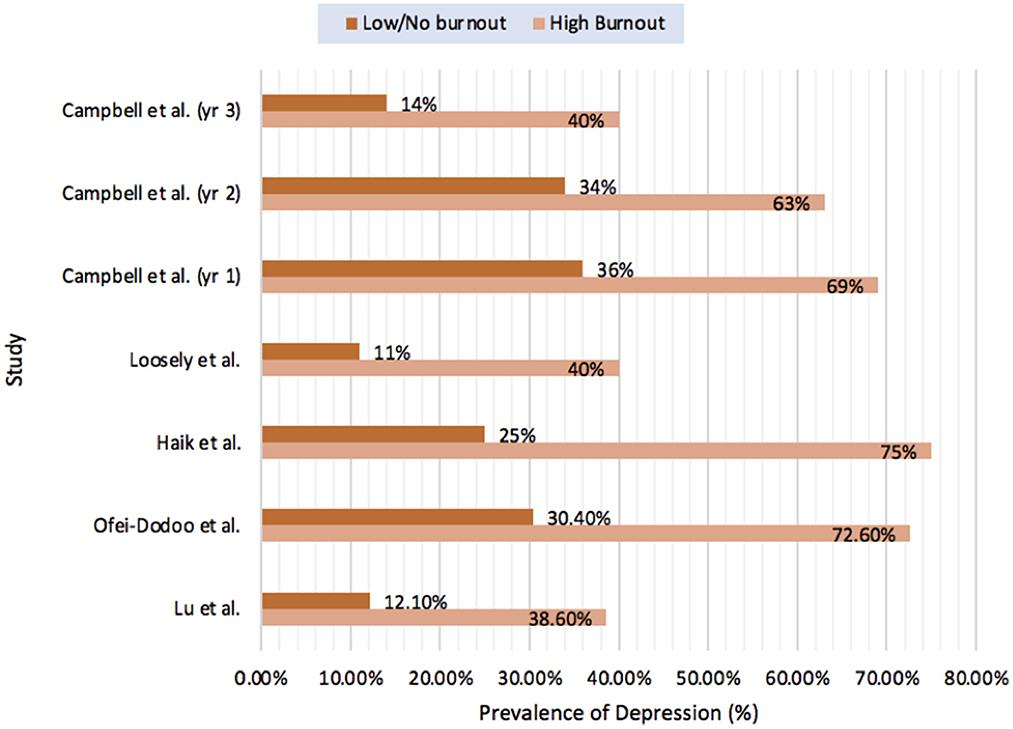 Low/No burnout High Burnout
Campbell et al. (yr 3)
14%
40%
Campbell et al. (yr 2)
34%
63%
Campbell et al. (yr 1)
36%
69%
Loosely et al.
11%
40%
Haik et al.
25%
75%
Ofei-Dodoo et al.
30.40%
72.60%
Lu et al.
12.10%
38.60%
Study
0.00% 10.00% 20.00% 30.00% 40.00% 50.00% 60.00% 70.00% 80.00%
Prevalence of Depression (%)